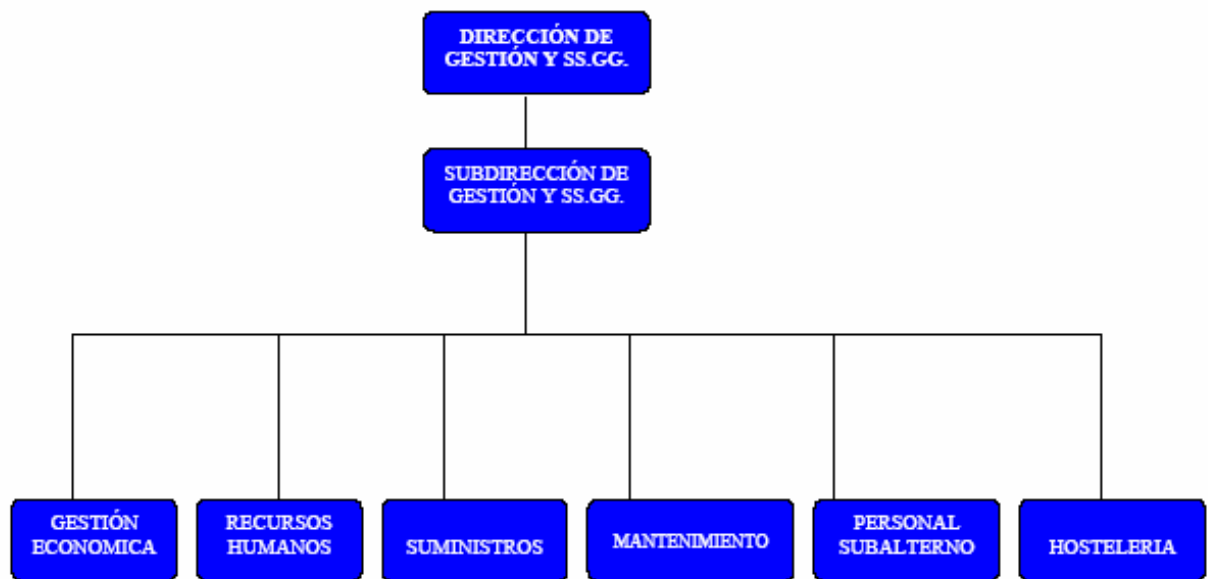 DIRECCIÓN DE
GESTIÓN Y SS.GG.
SUBDIRECCIÓN DE
GESTIÓN Y SS.GG.
GESTIÓN
ECONOMICA
RECURSOS
HUMANOS
SUMINISTROS
MANTENIMIENTO
PERSONAL
SUBALTERNO
HOSTELERIA